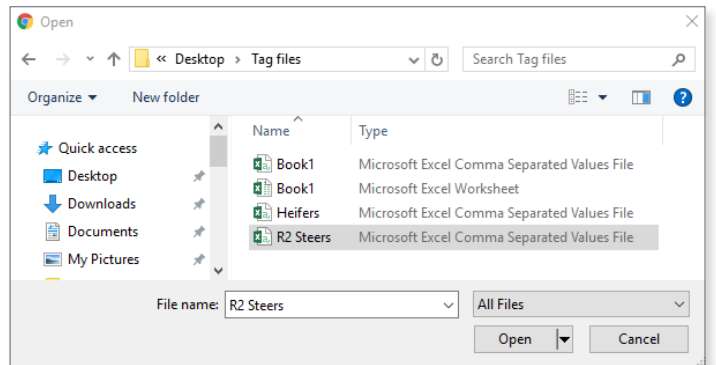 Open
« Desktop > Tag files
Search Tag files
Organize
New folder
Name
Type
Quick access
Desktop
Downloads
Documents
My Pictures
Book1 Microsoft Excel Comma Separated Values File
Book1 Microsoft Excel Worksheet
Heifers Microsoft Excel Comma Separated Values File
R2 Steers Microsoft Excel Comma Separated Values File
File name: R2 Steers
All Files
Open
Cancel